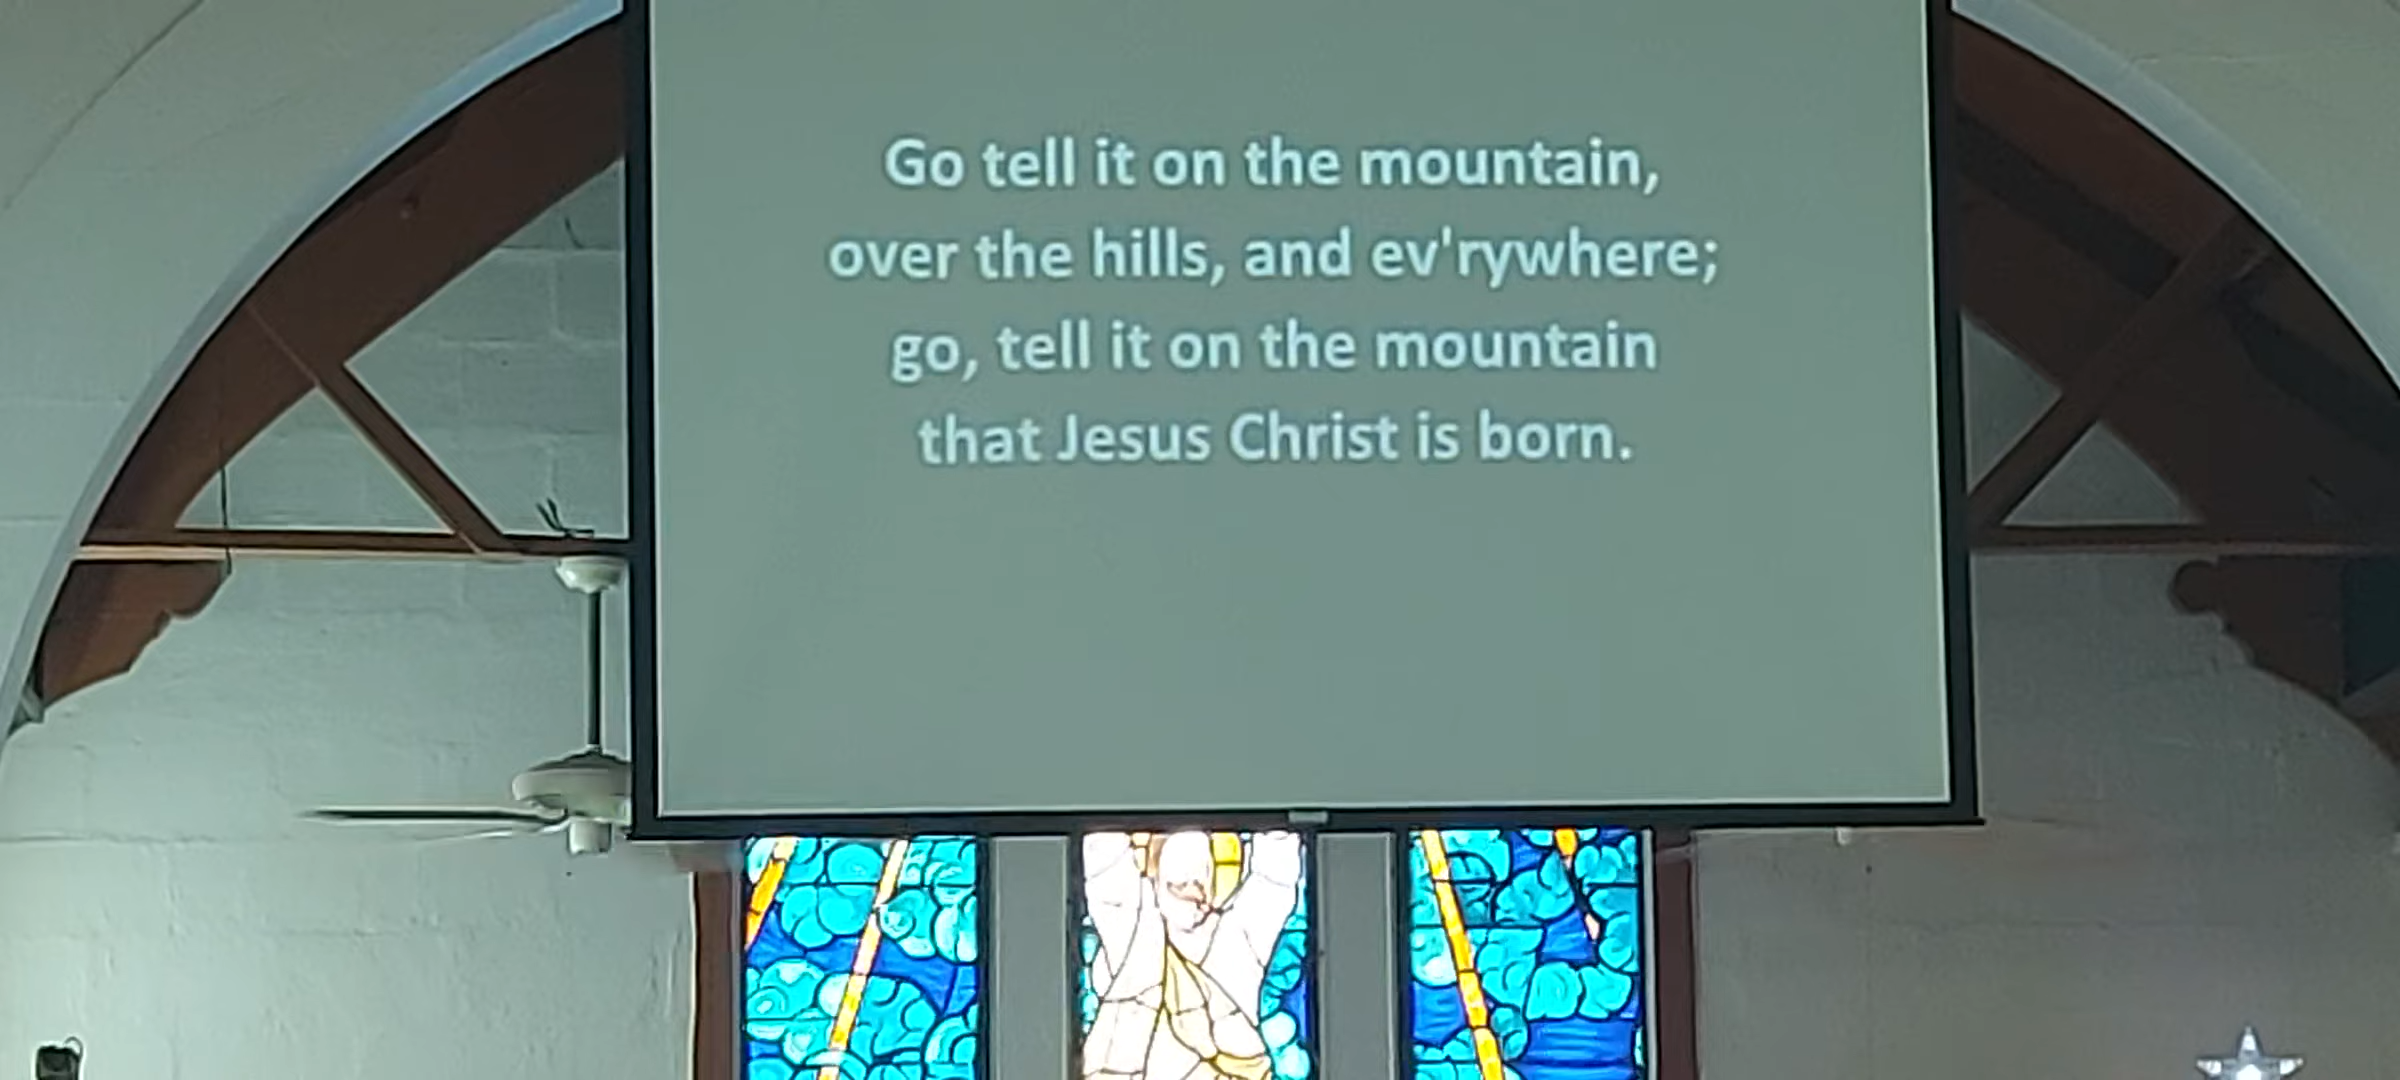 Go tell it on the mountain,
over the hills, and ev'rywhere;
go, tell it on the mountain
that Jesus Christ is born.